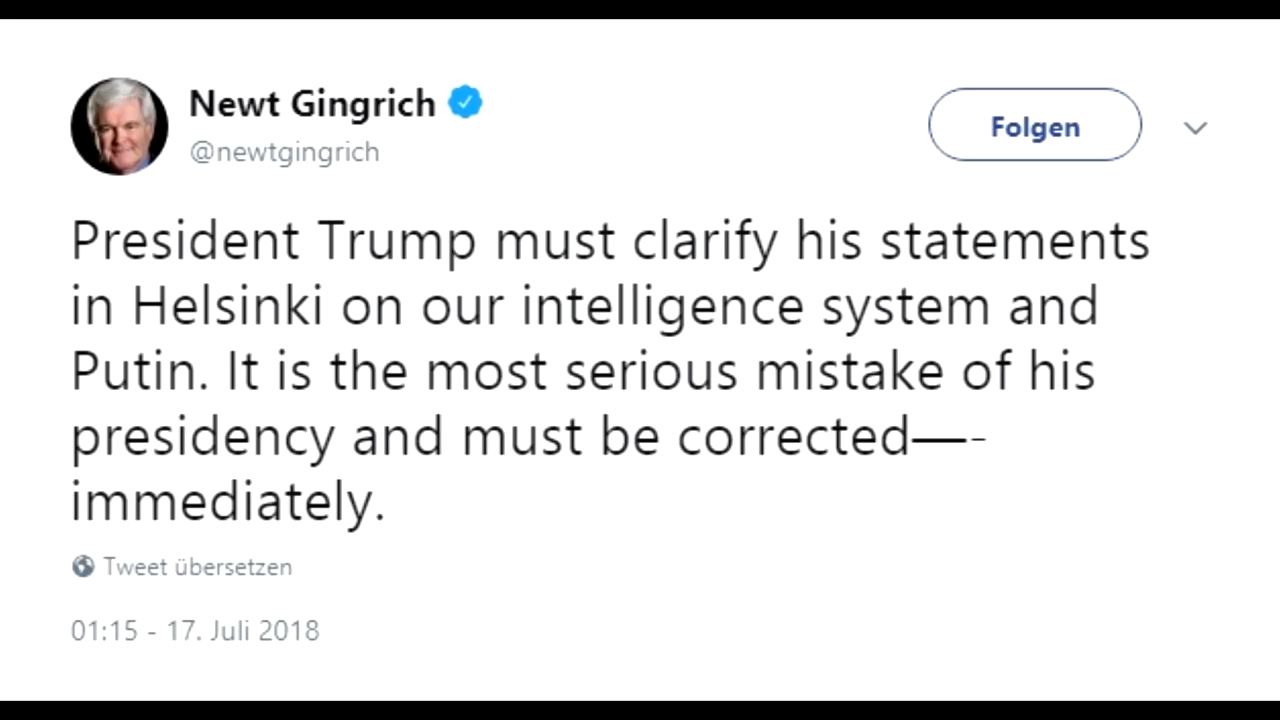 Newt Gingrich
@newtgingrich
Folgen
President Trump must clarify his statements
in Helsinki on our intelligence system and
Putin. It is the most serious mistake of his
presidency and must be corrected—-
immediately.
Tweet übersetzen
01:15 - 17. Juli 2018